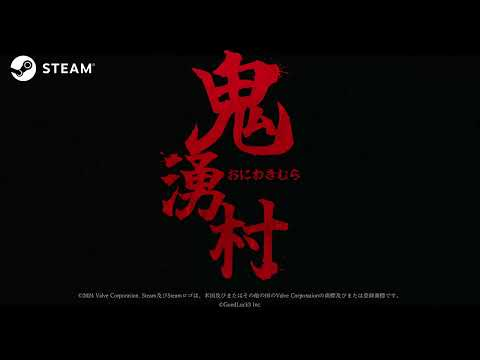 STEAM
鬼
湧
村
おにわきむら
©2024 Valve Corporation. Steam及びSteamロゴは、米国及びまたはその他の国のValve Corporationの商標及びまたは登録商標です。
©GoodLuck3 Inc